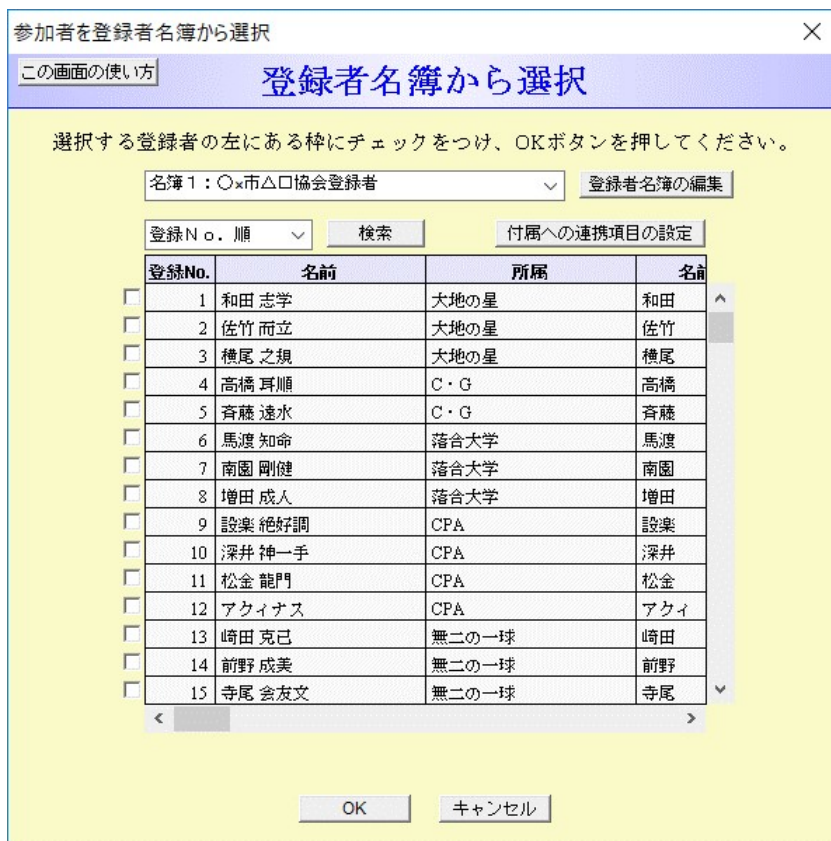 参加者を登録者名簿から選択
この画面の使い方
登録者名簿から選択
選択する登録者の左にある枠にチェックをつけ、OKボタンを押してください。
名簿1:○×市△口協会登録者 登録者名簿の編集
登録No.順 検索 付属への連携項目の設定
登録No. 名前 所属 名前
1 和田 志学 大地の星 和田
2 佐竹 而立 大地の星 佐竹
3 横尾 之規 大地の星 横尾
4 高橋 耳順 C・G 高橋
5 斉藤 遠水 C・G 斉藤
6 馬渡 知命 落合大学 馬渡
7 南園 剛健 落合大学 南園
8 増田 成人 落合大学 増田
9 設楽 絶好調 CPA 設楽
10 深井 神一手 CPA 深井
11 松金 龍門 CPA 松金
12 アクィナス CPA アクィ
13 崎田 克己 無二の一球 崎田
14 前野 成美 無二の一球 前野
15 寺尾 会友文 無二の一球 寺尾
OK キャンセル